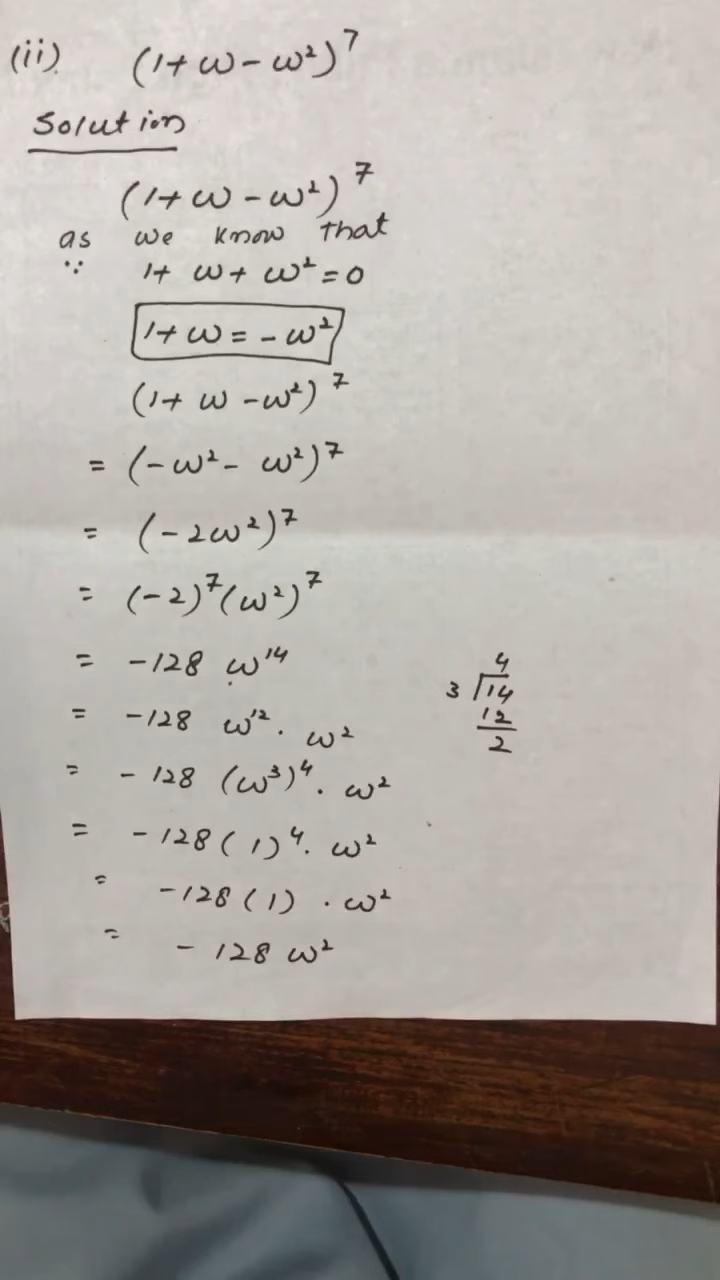 (ii) (1+ω-ω²)⁷
Solution
(1+ω-ω²)⁷
as we know that
∵ 1+ ω+ ω²=0
1+ω=-ω²
(1+ ω -ω²)⁷
= (-ω²- ω²)⁷
= (-2ω²)⁷
= (-2)⁷(ω²)⁷
= -128 ω¹⁴
= -128 ω¹². ω²
= -128 (ω³)⁴. ω²
= -128(1)⁴. ω²
= -128(1) . ω²
= -128 ω²
4
3 14
12
2